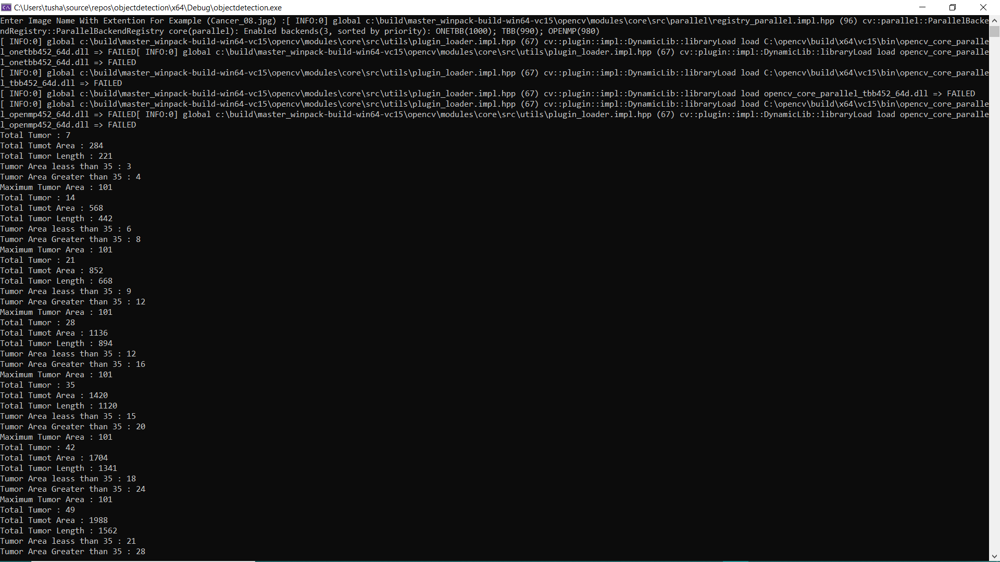 C:\Users\tusha\source\repos\objectdetection\x64\Debug\objectdetection.exe
Enter Image Name With Extention For Example (Cancer_08.jpg) :[ INFO:0] global c:\build\master_winpack-build-win64-vc15\opencv\modules\core\src\parallel\registry_parallel.impl.hpp (96) cv::parallel::ParallelBacke
ndRegistry::ParallelBackendRegistry core(parallel): Enabled backends(3, sorted by priority): ONETBB(1000); TBB(990); OPENMP(980)
[ INFO:0] global c:\build\master_winpack-build-win64-vc15\opencv\modules\core\src\utils\plugin_loader.impl.hpp (67) cv::plugin::impl::DynamicLib::libraryLoad load C:\opencv\build\x64\vc15\bin\opencv_core_paralle
l_onetbb452_64d.dll => FAILED[ INFO:0] global c:\build\master_winpack-build-win64-vc15\opencv\modules\core\src\utils\plugin_loader.impl.hpp (67) cv::plugin::impl::DynamicLib::libraryLoad load opencv_core_paralle
l_onetbb452_64d.dll => FAILED
[ INFO:0] global c:\build\master_winpack-build-win64-vc15\opencv\modules\core\src\utils\plugin_loader.impl.hpp (67) cv::plugin::impl::DynamicLib::libraryLoad load C:\opencv\build\x64\vc15\bin\opencv_core_paralle
l_tbb452_64d.dll => FAILED
[ INFO:0] global c:\build\master_winpack-build-win64-vc15\opencv\modules\core\src\utils\plugin_loader.impl.hpp (67) cv::plugin::impl::DynamicLib::libraryLoad load opencv_core_parallel_tbb452_64d.dll => FAILED
[ INFO:0] global c:\build\master_winpack-build-win64-vc15\opencv\modules\core\src\utils\plugin_loader.impl.hpp (67) cv::plugin::impl::DynamicLib::libraryLoad load C:\opencv\build\x64\vc15\bin\opencv_core_paralle
l_openmp452_64d.dll => FAILED[ INFO:0] global c:\build\master_winpack-build-win64-vc15\opencv\modules\core\src\utils\plugin_loader.impl.hpp (67) cv::plugin::impl::DynamicLib::libraryLoad load opencv_core_paralle
l_openmp452_64d.dll => FAILED
Total Tumor : 7
Total Tumot Area : 284
Total Tumor Length : 221
Tumor Area leass than 35 : 3
Tumor Area Greater than 35 : 4
Maximum Tumor Area : 101
Total Tumor : 14
Total Tumot Area : 568
Total Tumor Length : 442
Tumor Area leass than 35 : 6
Tumor Area Greater than 35 : 8
Maximum Tumor Area : 101
Total Tumor : 21
Total Tumot Area : 852
Total Tumor Length : 668
Tumor Area leass than 35 : 9
Tumor Area Greater than 35 : 12
Maximum Tumor Area : 101
Total Tumor : 28
Total Tumot Area : 1136
Total Tumor Length : 894
Tumor Area leass than 35 : 12
Tumor Area Greater than 35 : 16
Maximum Tumor Area : 101
Total Tumor : 35
Total Tumot Area : 1420
Total Tumor Length : 1120
Tumor Area leass than 35 : 15
Tumor Area Greater than 35 : 20
Maximum Tumor Area : 101
Total Tumor : 42
Total Tumot Area : 1704
Total Tumor Length : 1341
Tumor Area leass than 35 : 18
Tumor Area Greater than 35 : 24
Maximum Tumor Area : 101
Total Tumor : 49
Total Tumot Area : 1988
Total Tumor Length : 1562
Tumor Area leass than 35 : 21
Tumor Area Greater than 35 : 28